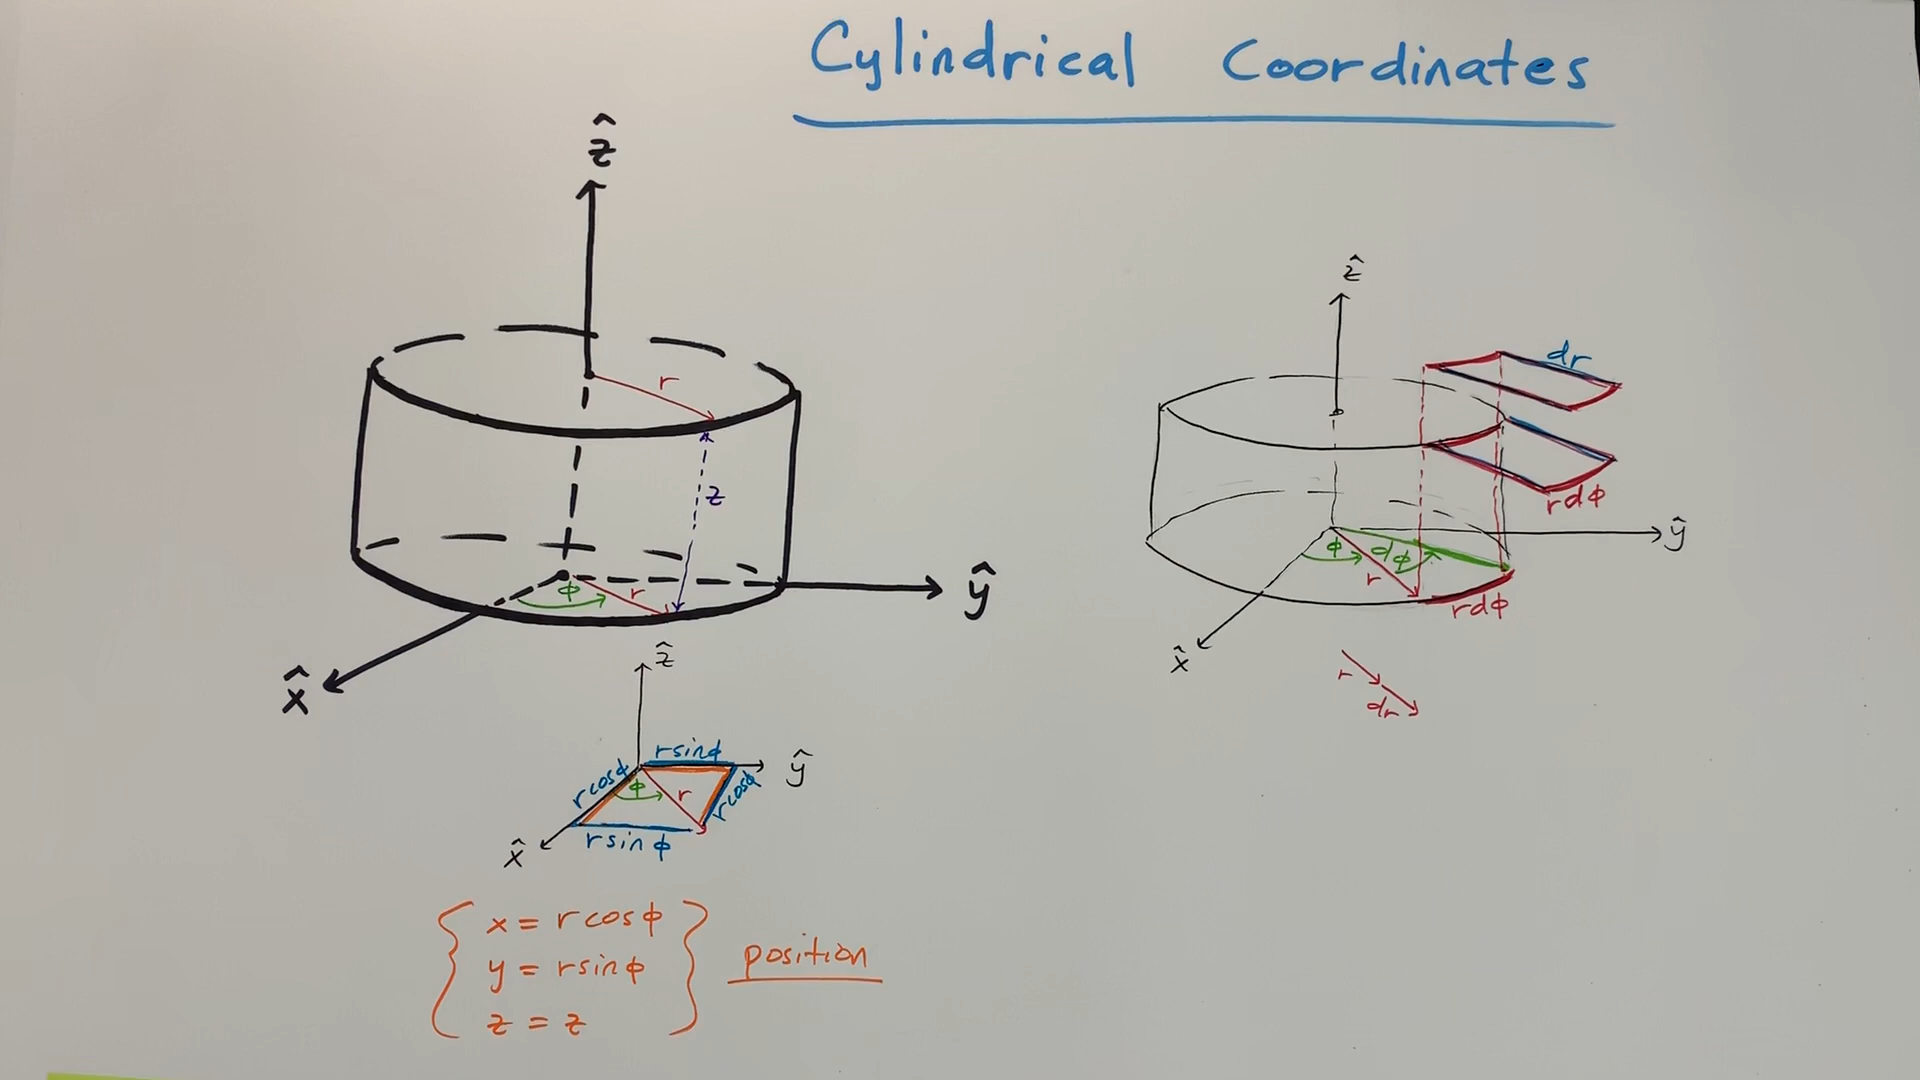 Cylindrical Coordinates
ẑ
r
z
ϕ
r
ŷ
x̂
ẑ
dr
rdϕ
ŷ
ϕ
dϕ
r
rdϕ
x̂
r
dr
ẑ
rsinϕ
ŷ
rcosϕ
ϕ
r
rcosϕ
rsinϕ
x̂
x = rcosϕ
y = rsinϕ
position
z = z